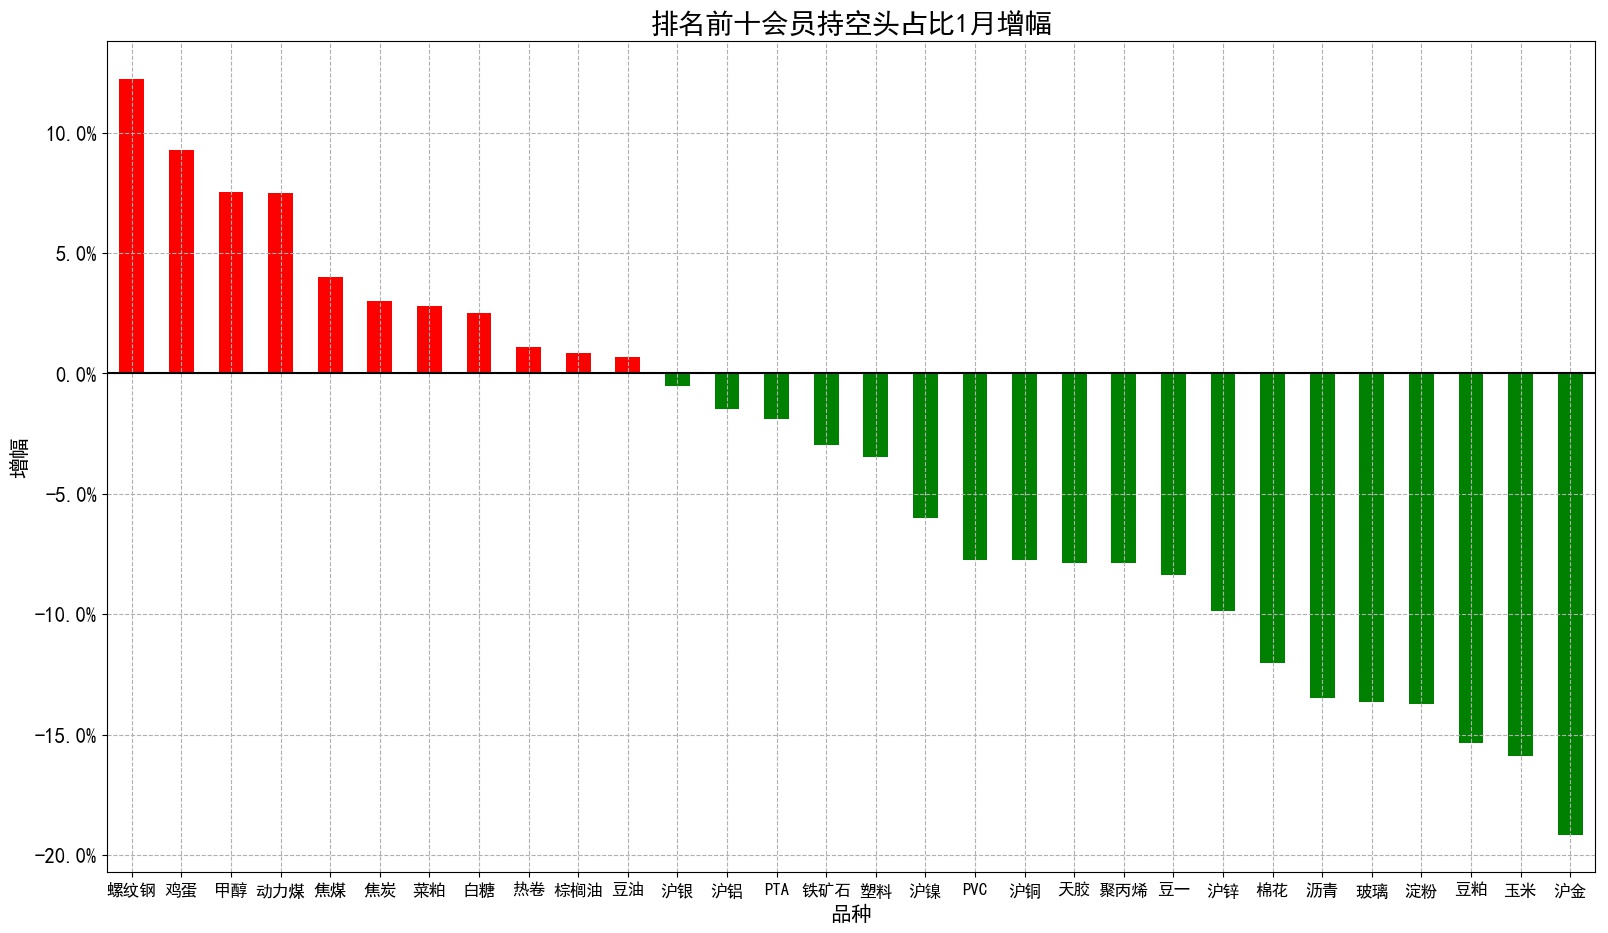 排名前十会员持空头占比1月增幅
10.0%
5.0%
0.0%
−5.0%
−10.0%
−15.0%
−20.0%
增幅
螺纹钢 鸡蛋 甲醇 动力煤 焦煤 焦炭 菜粕 白糖 热卷 棕榈油 豆油 沪银 沪铝 PTA 铁矿石 塑料 沪镍 PVC 沪铜 天胶 聚丙烯 豆一 沪锌 棉花 沥青 玻璃 淀粉 豆粕 玉米 沪金
品种